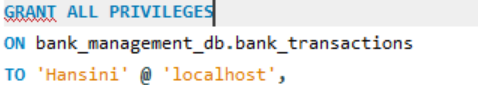 GRANT ALL PRIVILEGES
ON bank_management_db.bank_transactions
TO 'Hansini' @ 'localhost',